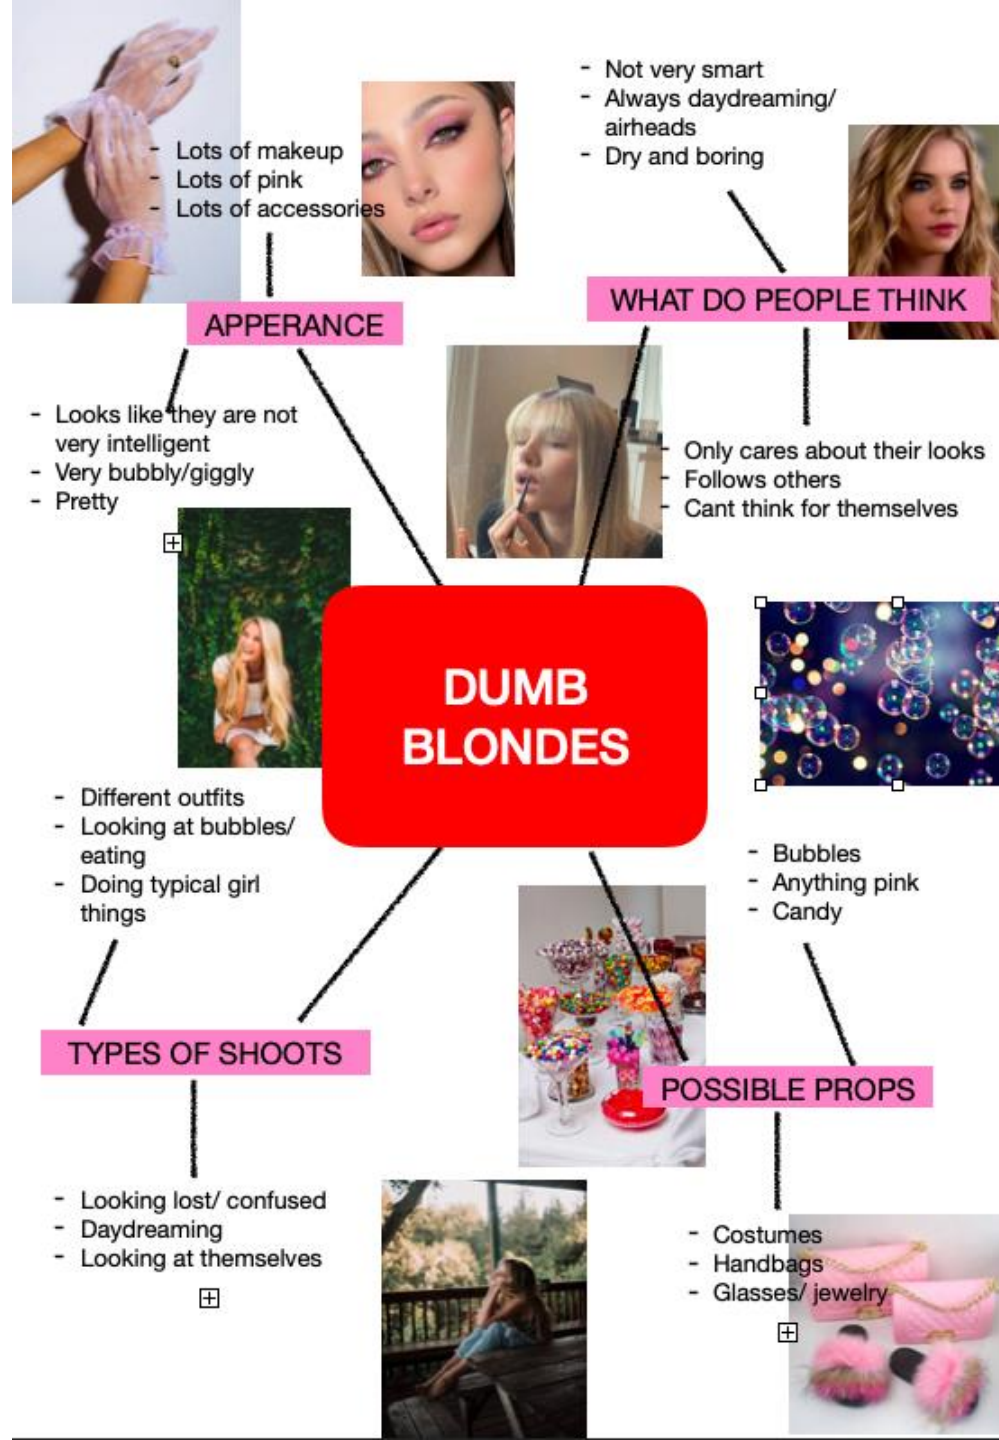 - Not very smart
- Always daydreaming/
airheads
- Dry and boring
- Lots of makeup
- Lots of pink
- Lots of accessories
WHAT DO PEOPLE THINK
APPERANCE
- Looks like they are not
very intelligent
- Very bubbly/giggly
- Pretty
- Only cares about their looks
- Follows others
- Cant think for themselves
DUMB
BLONDES
- Different outfits
- Looking at bubbles/
eating
- Doing typical girl
things
- Bubbles
- Anything pink
- Candy
TYPES OF SHOOTS
POSSIBLE PROPS
- Looking lost/ confused
- Daydreaming
- Looking at themselves
- Costumes
- Handbags
- Glasses/ jewelry